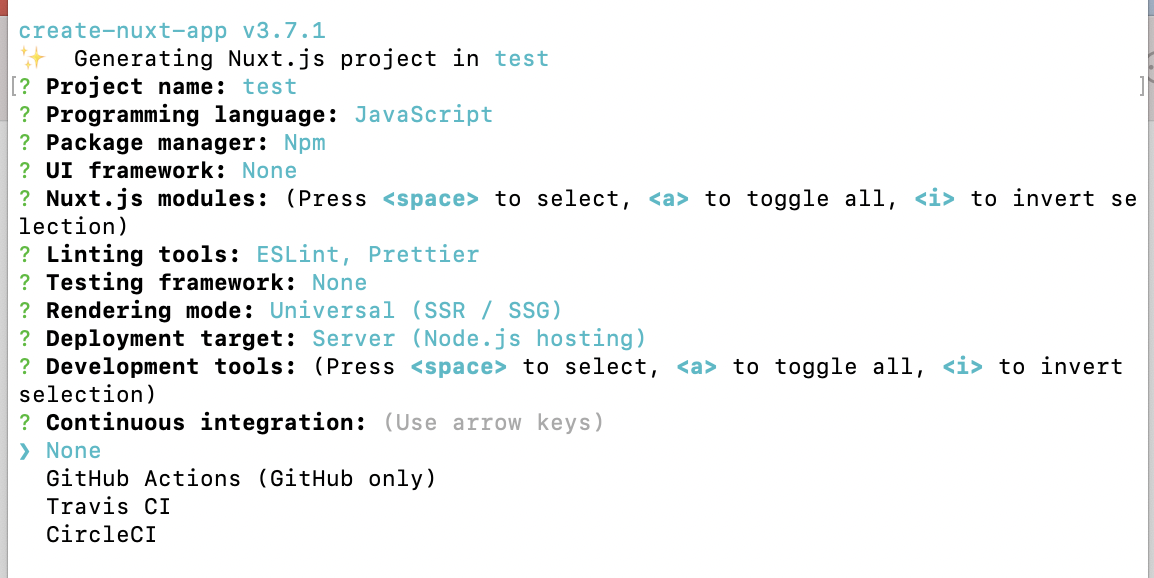 create-nuxt-app v3.7.1
✨  Generating Nuxt.js project in test
[? Project name: test ]
? Programming language: JavaScript
? Package manager: Npm
? UI framework: None
? Nuxt.js modules: (Press <space> to select, <a> to toggle all, <i> to invert se
lection)
? Linting tools: ESLint, Prettier
? Testing framework: None
? Rendering mode: Universal (SSR / SSG)
? Deployment target: Server (Node.js hosting)
? Development tools: (Press <space> to select, <a> to toggle all, <i> to invert
selection)
? Continuous integration: (Use arrow keys)
❯ None
  GitHub Actions (GitHub only)
  Travis CI
  CircleCI